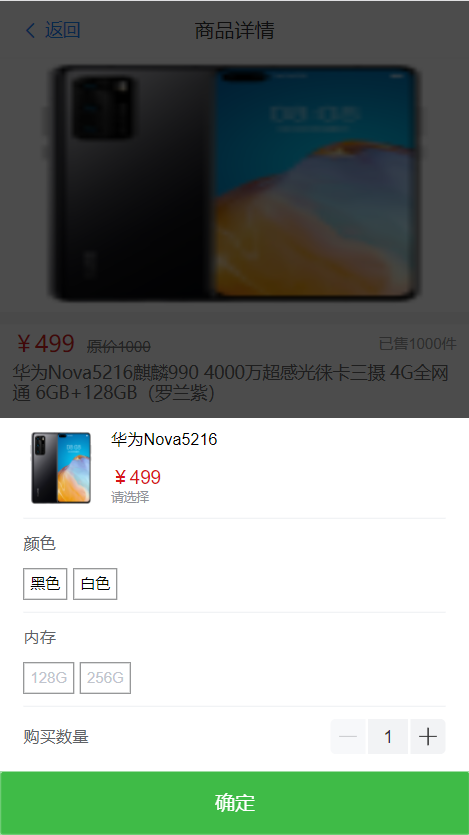 返回
商品详情
08:08
￥499 原价1000 已售1000件
华为Nova5216麒麟990 4000万超感光徕卡三摄 4G全网
通 6GB+128GB（罗兰紫）
华为Nova5216
￥499
请选择
颜色
黑色 白色
内存
128G 256G
购买数量 1
确定